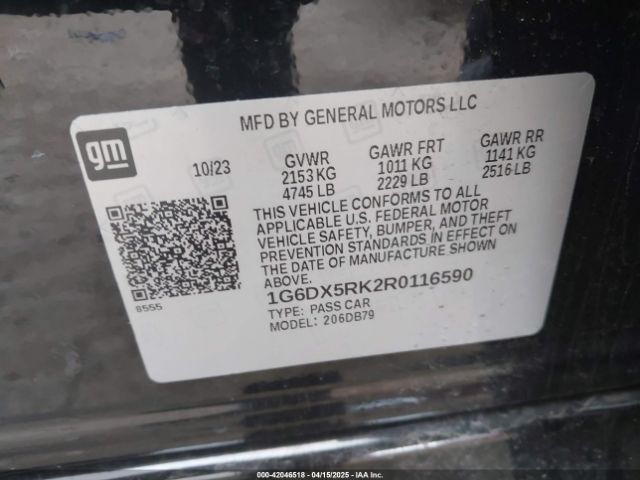 MFD BY GENERAL MOTORS LLC
gm
10/23
GVWR
2153 KG
4745 LB
GAWR FRT
1011 KG
2229 LB
GAWR RR
1141 KG
2516 LB
THIS VEHICLE CONFORMS TO ALL
APPLICABLE U.S. FEDERAL MOTOR
VEHICLE SAFETY, BUMPER, AND THEFT
PREVENTION STANDARDS IN EFFECT ON
THE DATE OF MANUFACTURE SHOWN
ABOVE.
8555
1G6DX5RK2R0116590
TYPE: PASS CAR
MODEL: 206DB79
000-42046518 - 04/15/2025 - IAA Inc.